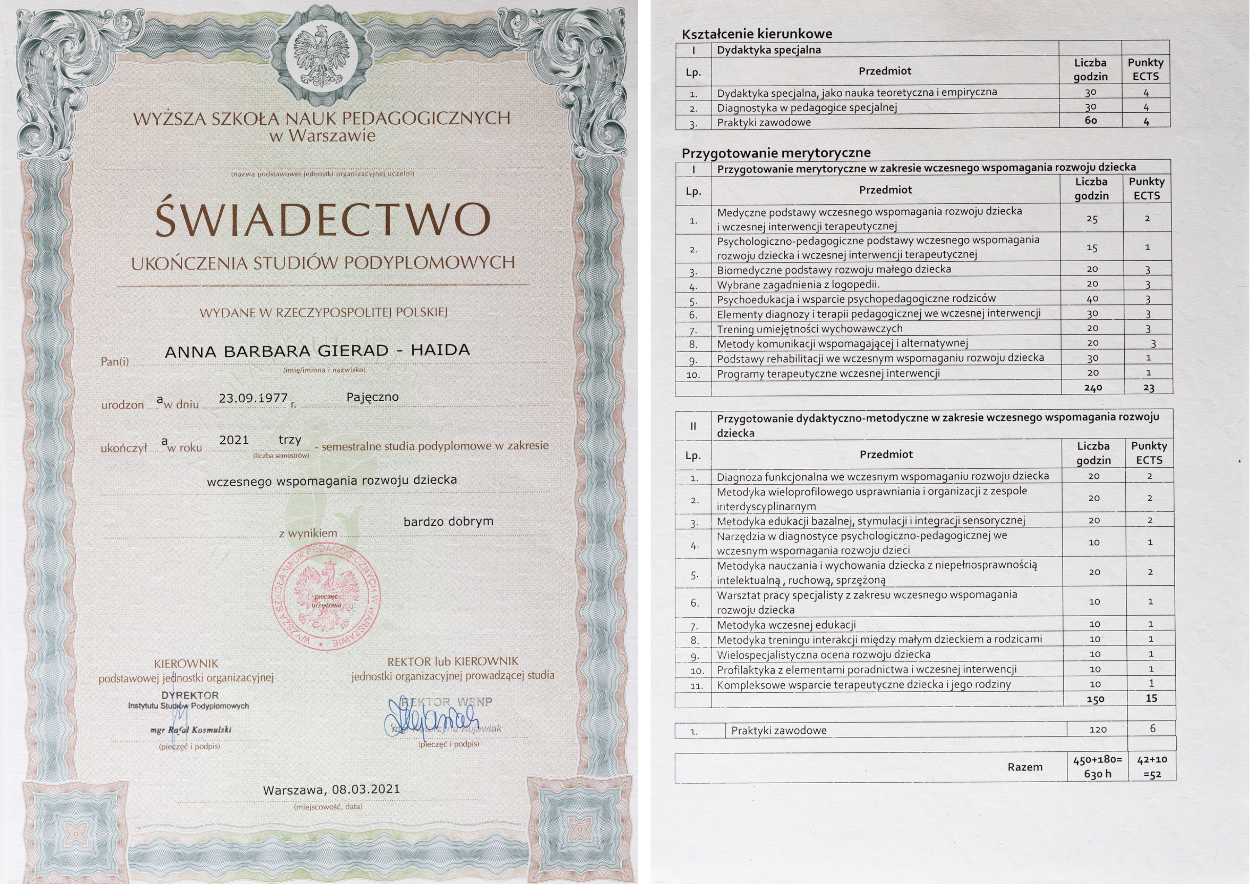 WYŻSZA SZKOŁA NAUK PEDAGOGICZNYCH
w Warszawie
(nazwa podstawowej jednostki organizacyjnej uczelni)
ŚWIADECTWO
UKOŃCZENIA STUDIÓW PODYPLOMOWYCH
WYDANE W RZECZYPOSPOLITEJ POLSKIEJ
Pan(i) ANNA BARBARA GIERAD - HAIDA
(imię/imiona i nazwisko)
urodzon a w dniu 23.09.1977 r. Pajęczno
ukończył a w roku 2021 trzy - semestralne studia podyplomowe w zakresie
(liczba semestrów)
wczesnego wspomagania rozwoju dziecka
z wynikiem bardzo dobrym
WYŻSZA SZKOŁA NAUK PEDAGOGICZNYCH W WARSZAWIE
pieczęć
urzędowa
KIEROWNIK
podstawowej jednostki organizacyjnej
DYREKTOR
Instytutu Studiów Podyplomowych
mgr Rafał Kosmulski
(pieczęć i podpis)
REKTOR lub KIEROWNIK
jednostki organizacyjnej prowadzącej studia
REKTOR WSNP
mgr Kujawiak
(pieczęć i podpis)
Warszawa, 08.03.2021
(miejscowość, data)
Kształcenie kierunkowe
I Dydaktyka specjalna
Lp. Przedmiot Liczba godzin Punkty ECTS
1. Dydaktyka specjalna, jako nauka teoretyczna i empiryczna 30 4
2. Diagnostyka w pedagogice specjalnej 30 4
3. Praktyki zawodowe 60 4
Przygotowanie merytoryczne
I Przygotowanie merytoryczne w zakresie wczesnego wspomagania rozwoju dziecka
Lp. Przedmiot Liczba godzin Punkty ECTS
1. Medyczne podstawy wczesnego wspomagania rozwoju dziecka
i wczesnej interwencji terapeutycznej 25 2
2. Psychologiczno-pedagogiczne podstawy wczesnego wspomagania
rozwoju dziecka i wczesnej interwencji terapeutycznej 15 1
3. Biomedyczne podstawy rozwoju małego dziecka 20 3
4. Wybrane zagadnienia z logopedii. 20 3
5. Psychoedukacja i wsparcie psychopedagogiczne rodziców 40 3
6. Elementy diagnozy i terapii pedagogicznej we wczesnej interwencji 30 3
7. Trening umiejętności wychowawczych 20 3
8. Metody komunikacji wspomagającej i alternatywnej 20 3
9. Podstawy rehabilitacji we wczesnym wspomaganiu rozwoju dziecka 30 1
10. Programy terapeutyczne wczesnej interwencji 20 1
240 23
II Przygotowanie dydaktyczno-metodyczne w zakresie wczesnego wspomagania rozwoju
dziecka
Lp. Przedmiot Liczba godzin Punkty ECTS
1. Diagnoza funkcjonalna we wczesnym wspomaganiu rozwoju dziecka 20 2
2. Metodyka wieloprofilowego usprawniania i organizacji z zespole
interdyscyplinarnym 20 2
3. Metodyka edukacji bazalnej, stymulacji i integracji sensorycznej 20 2
4. Narzędzia w diagnostyce psychologiczno-pedagogicznej we
wczesnym wspomagania rozwoju dzieci 10 1
5. Metodyka nauczania i wychowania dziecka z niepełnosprawnością
intelektualną , ruchową, sprzężoną 20 2
6. Warsztat pracy specjalisty z zakresu wczesnego wspomagania
rozwoju dziecka 10 1
7. Metodyka wczesnej edukacji 10 1
8. Metodyka treningu interakcji między małym dzieckiem a rodzicami 10 1
9. Wielospecjalistyczna ocena rozwoju dziecka 10 1
10. Profilaktyka z elementami poradnictwa i wczesnej interwencji 10 1
11. Kompleksowe wsparcie terapeutyczne dziecka i jego rodziny 10 1
150 15
1. Praktyki zawodowe 120 6
Razem 450+180= 42+10
630 h =52